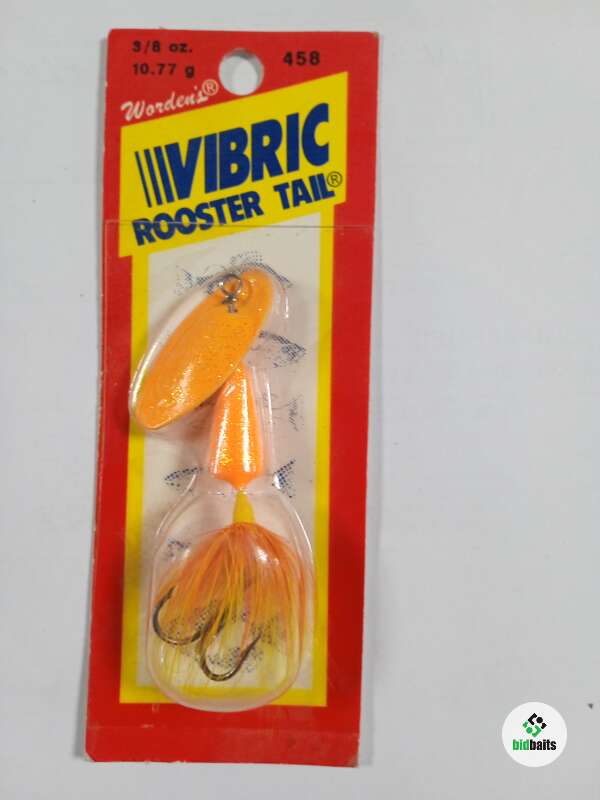 3/8 oz.
10.77 g
458
Worden's®
VIBRIC
ROOSTER TAIL®
bidbaits